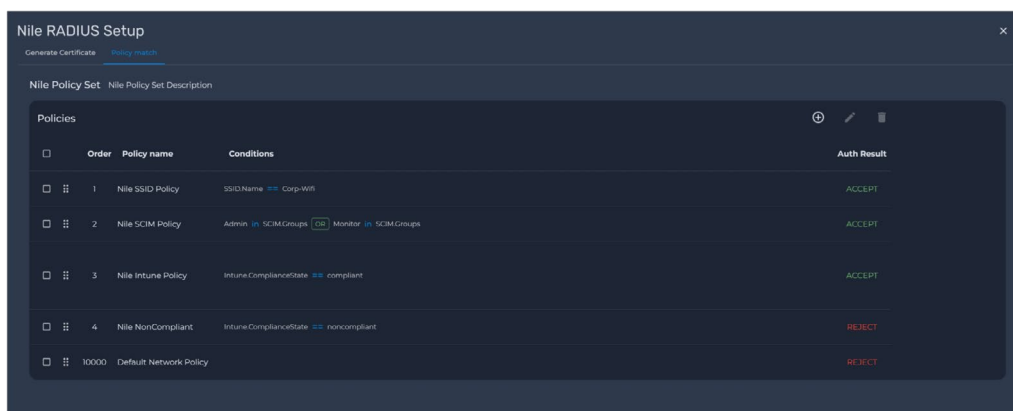 Nile RADIUS Setup
Generate Certificate Policy match
Nile Policy Set Nile Policy Set Description
Policies
Order Policy name Conditions Auth Result
1 Nile SSID Policy SSID.Name == Corp-Wifi ACCEPT
2 Nile SCIM Policy Admin in SCIM.Groups OR Monitor in SCIM.Groups ACCEPT
3 Nile Intune Policy Intune.ComplianceState == compliant ACCEPT
4 Nile NonCompliant Intune.ComplianceState == noncompliant REJECT
10000 Default Network Policy REJECT